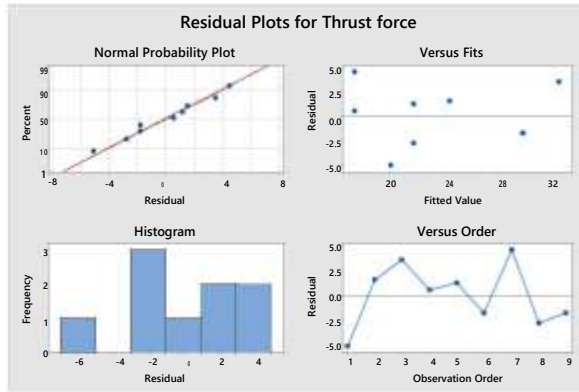 Residual Plots for Thrust force
Normal Probability Plot
Percent
99
90
50
10
1
-8 -4 0 4 8
Residual
Versus Fits
Residual
5.0
2.5
0.0
-2.5
-5.0
20 24 28 32
Fitted Value
Histogram
Frequency
3
2
1
0
-6 -4 -2 0 2 4
Residual
Versus Order
Residual
5.0
2.5
0.0
-2.5
-5.0
1 2 3 4 5 6 7 8 9
Observation Order